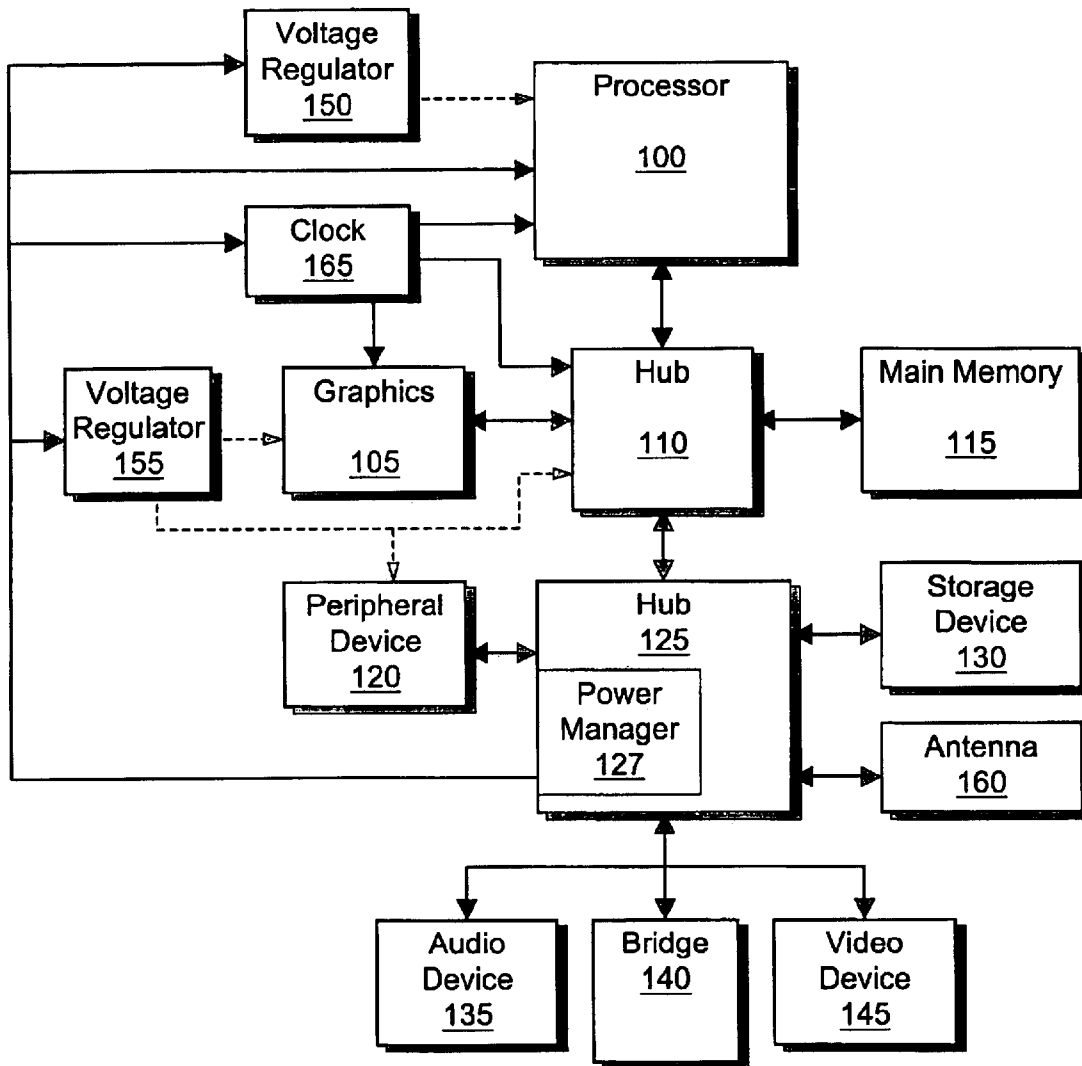 Voltage
Regulator
150
Processor
100
Clock
165
Voltage
Regulator
155
Graphics
105
Hub
110
Main Memory
115
Peripheral
Device
120
Hub
125
Power
Manager
127
Storage
Device
130
Antenna
160
Audio
Device
135
Bridge
140
Video
Device
145